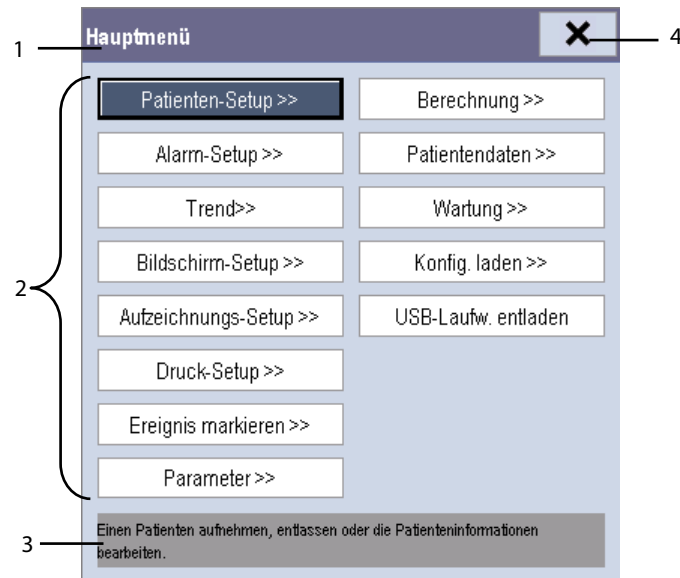 Hauptmenü
1
4
Patienten-Setup >>
Berechnung >>
Alarm-Setup >>
Patientendaten >>
Trend>>
Wartung >>
2
Bildschirm-Setup >>
Konfig. laden >>
Aufzeichnungs-Setup >>
USB-Laufw. entladen
Druck-Setup >>
Ereignis markieren >>
Parameter >>
3
Einen Patienten aufnehmen, entlassen oder die Patienteninformationen
bearbeiten.